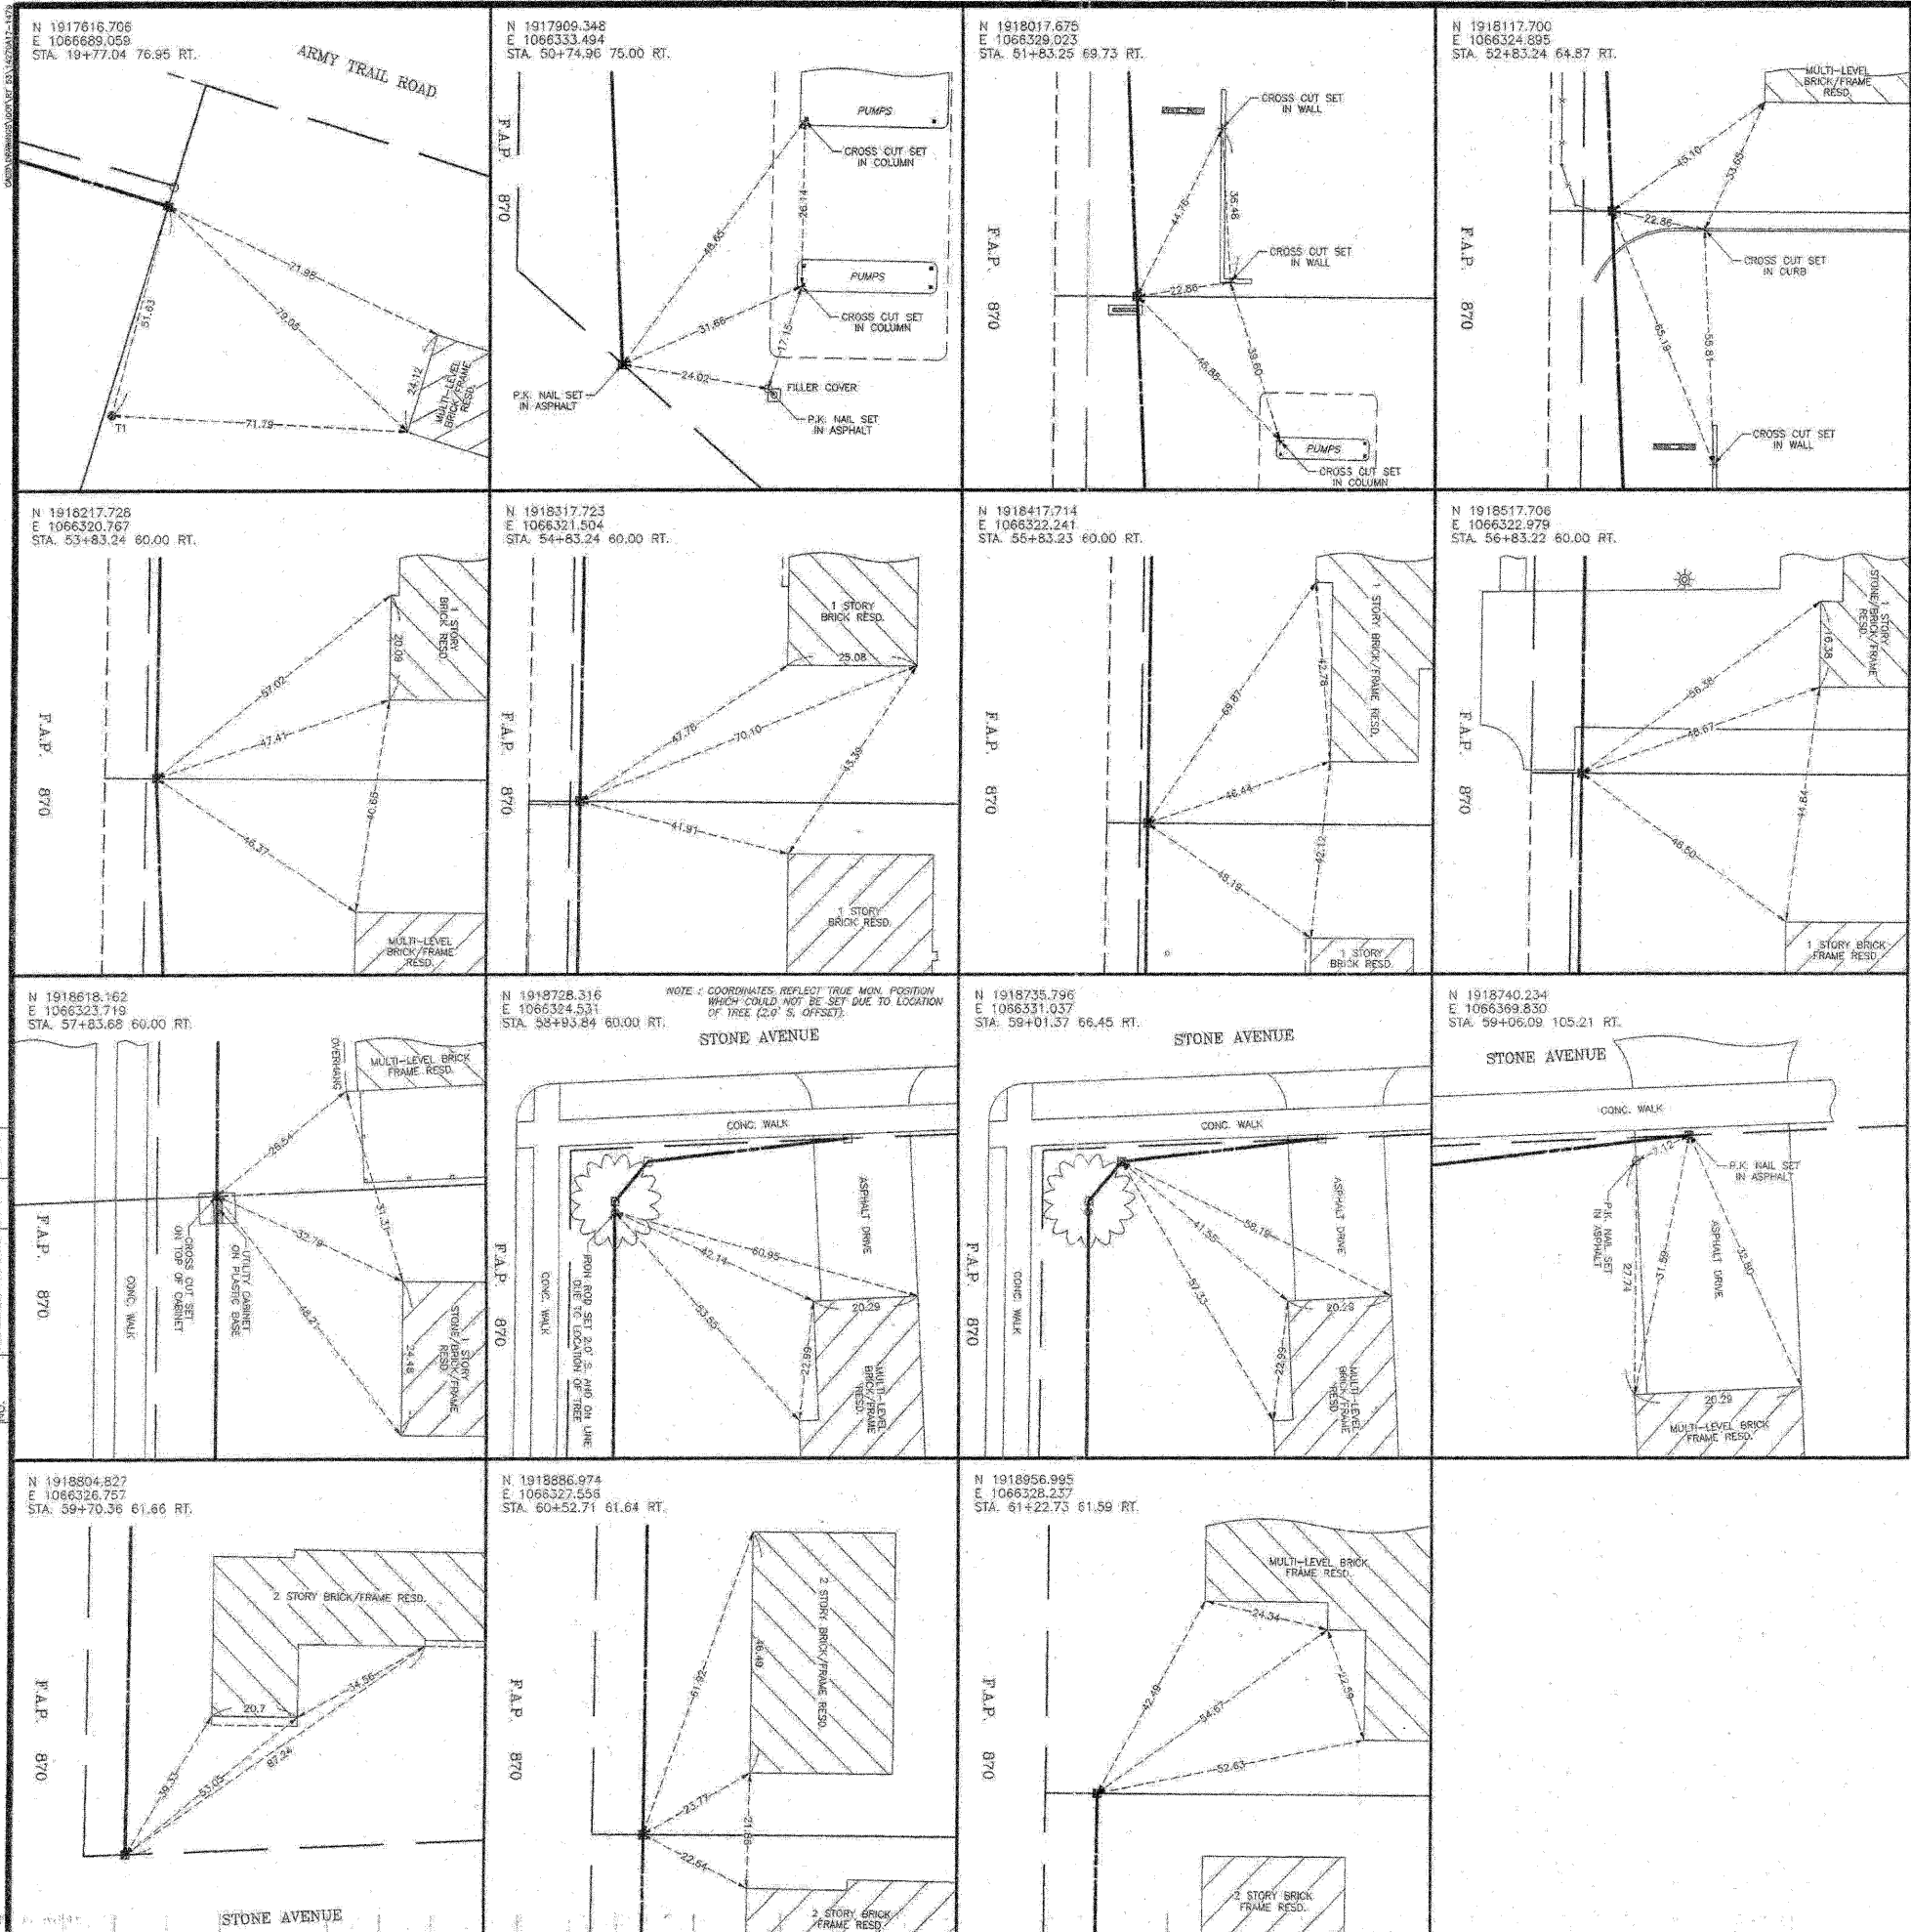 N 1917616.706
E 1066689.059
STA. 19+77.04 76.95 RT.
ARMY TRAIL ROAD
71.98
79.08
51.63
24.12
71.79
T1
MULTI-LEVEL
BRICK/FRAME
RESD.
N 1917909.348
E 1066333.494
STA. 50+74.96 75.00 RT.
F.A.P. 870
PUMPS
CROSS CUT SET
IN COLUMN
48.65
26.14
PUMPS
CROSS CUT SET
IN COLUMN
31.66
17.15
24.02
FILLER COVER
P.K. NAIL SET
IN ASPHALT
P.K. NAIL SET
IN ASPHALT
N 1918017.675
E 1066329.023
STA. 51+83.25 69.73 RT.
F.A.P. 870
CROSS CUT SET
IN WALL
44.76
36.48
CROSS CUT SET
IN WALL
22.86
39.60
46.88
PUMPS
CROSS CUT SET
IN COLUMN
N 1918117.700
E 1066324.895
STA. 52+83.24 64.87 RT.
F.A.P. 870
MULTI-LEVEL
BRICK/FRAME
RESD.
45.10
33.65
22.86
CROSS CUT SET
IN CURB
65.19
55.81
CROSS CUT SET
IN WALL
N 1918217.728
E 1066320.767
STA. 53+83.24 60.00 RT.
F.A.P. 870
1 STORY
BRICK RESD.
57.02
20.09
47.41
40.65
46.37
MULTI-LEVEL
BRICK/FRAME
RESD.
N 1918317.723
E 1066321.504
STA. 54+83.24 60.00 RT.
F.A.P. 870
1 STORY
BRICK RESD.
25.08
47.76
70.10
43.39
41.91
1 STORY
BRICK RESD.
N 1918417.714
E 1066322.241
STA. 55+83.23 60.00 RT.
F.A.P. 870
1 STORY BRICK/FRAME RESD.
69.87
42.78
46.44
42.12
48.19
1 STORY
BRICK RESD.
N 1918517.706
E 1066322.979
STA. 56+83.22 60.00 RT.
F.A.P. 870
1 STORY
STONE/BRICK/FRAME
RESD.
56.38
16.38
48.67
44.84
48.50
1 STORY BRICK
FRAME RESD
N 1918618.162
E 1066323.719
STA. 57+83.68 60.00 RT.
F.A.P. 870
OVERHANG
MULTI-LEVEL BRICK
FRAME RESD.
28.54
31.31
32.79
48.21
24.48
CONC. WALK
CROSS CUT SET
ON TOP OF CABINET
UTILITY CABINET
ON PLASTIC BASE
1 STORY
STONE/BRICK/FRAME
RESD.
N 1918728.316
E 1066324.531
STA. 58+93.84 60.00 RT.
NOTE : COORDINATES REFLECT TRUE MON. POSITION
WHICH COULD NOT BE SET DUE TO LOCATION
OF TREE (2.0' S. OFFSET).
STONE AVENUE
CONC. WALK
ASPHALT DRIVE
60.95
42.14
53.55
20.29
22.99
F.A.P. 870
CONC. WALK
IRON ROD SET 2.0' S. AND ON LINE
DUE TO LOCATION OF TREE
MULTI-LEVEL
BRICK/FRAME
RESD.
N 1918735.796
E 1066331.037
STA. 59+01.37 66.45 RT.
STONE AVENUE
CONC. WALK
ASPHALT DRIVE
58.19
41.55
57.33
20.29
22.99
F.A.P. 870
CONC. WALK
MULTI-LEVEL
BRICK/FRAME
RESD
N 1918740.234
E 1066369.830
STA. 59+06.09 105.21 RT.
STONE AVENUE
CONC. WALK
7.12
P.K. NAIL SET
IN ASPHALT
P.K. NAIL SET
IN ASPHALT
27.74
31.59
ASPHALT DRIVE
32.80
20.29
MULTI-LEVEL BRICK
FRAME RESD.
N 1918804.827
E 1066326.757
STA. 59+70.36 61.66 RT.
F.A.P. 870
2 STORY BRICK/FRAME RESD.
20.7
34.56
39.33
53.05
87.24
STONE AVENUE
N 1918886.974
E 1066327.556
STA. 60+52.71 61.64 RT.
F.A.P. 870
2 STORY BRICK/FRAME RESD.
61.92
46.49
23.77
21.86
22.54
2 STORY BRICK
FRAME RESD
N 1918956.995
E 1066328.237
STA. 61+22.73 61.59 RT.
F.A.P. 870
MULTI-LEVEL BRICK
FRAME RESD.
24.34
42.49
54.67
22.59
52.63
2 STORY BRICK
FRAME RESD.